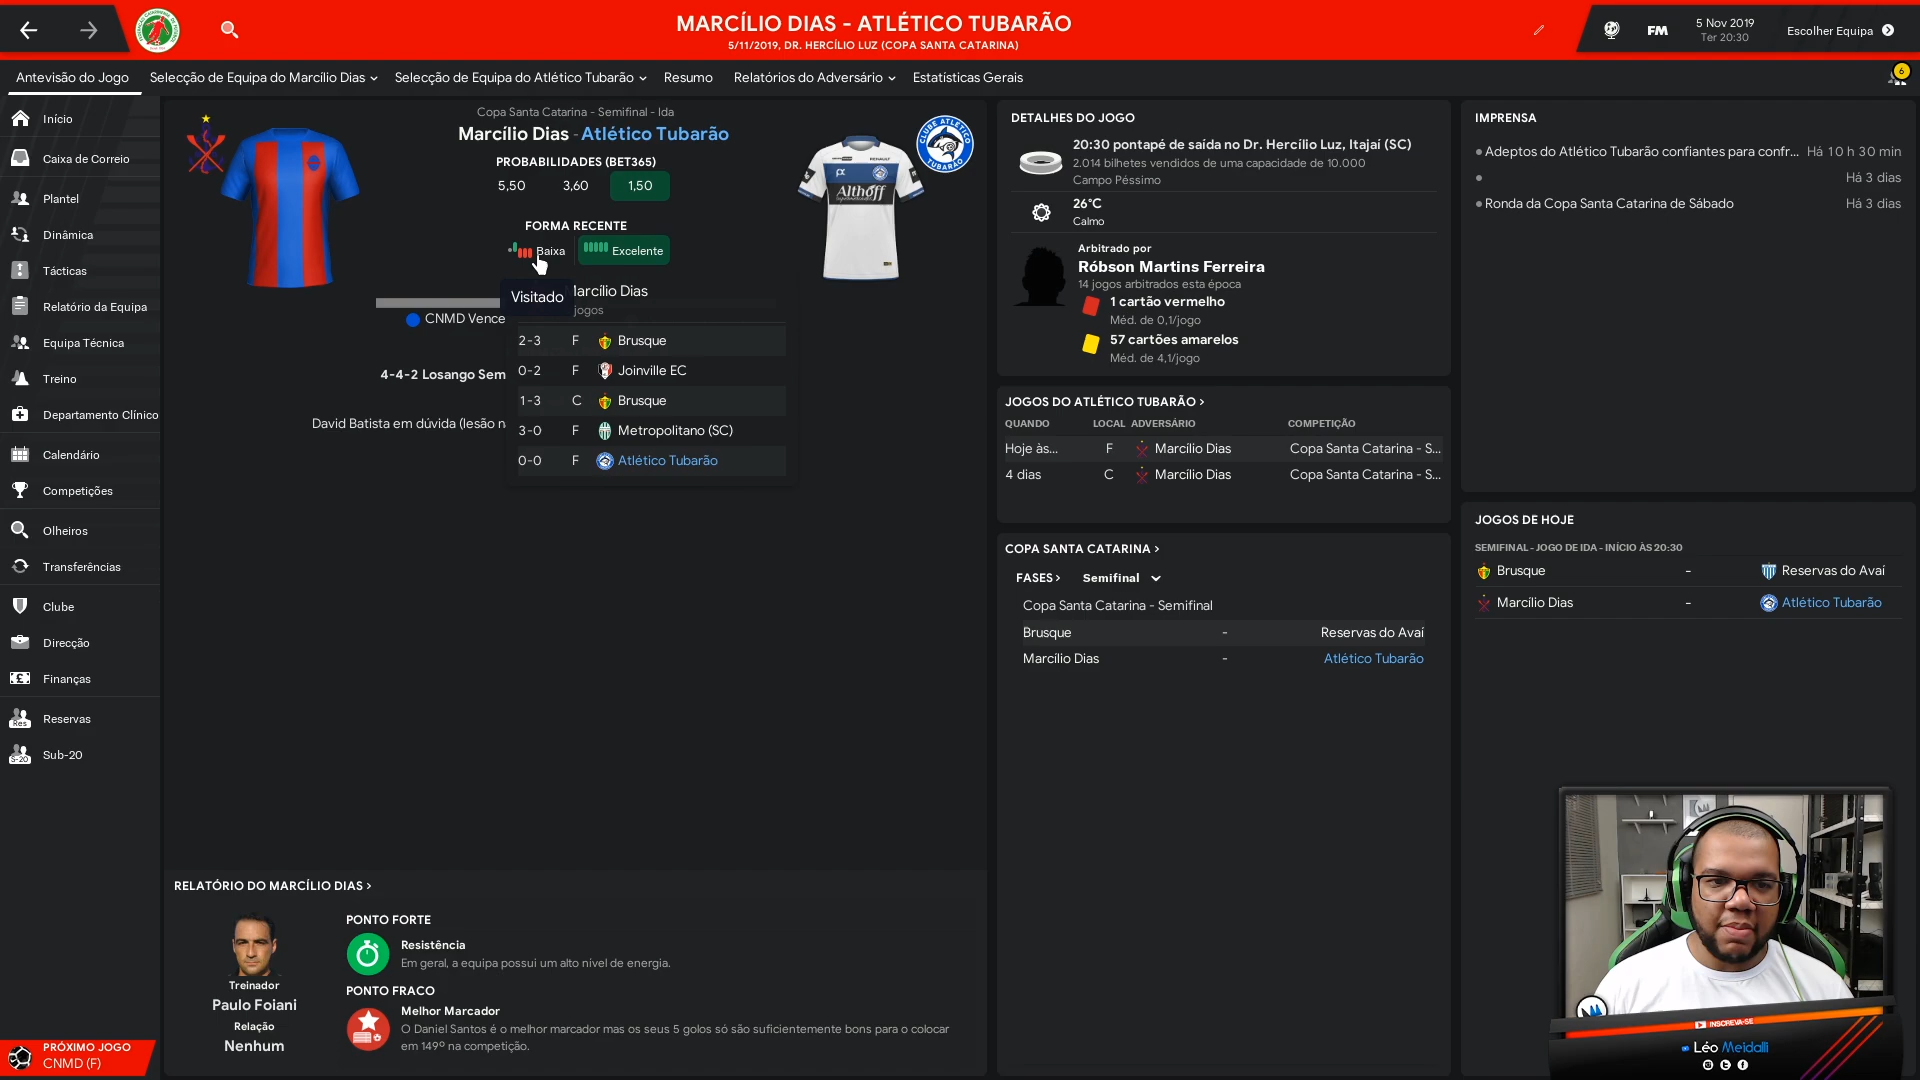 MARCÍLIO DIAS - ATLÉTICO TUBARÃO
5/11/2019, DR. HERCÍLIO LUZ (COPA SANTA CATARINA)
FM
5 Nov 2019
Ter 20:30
Escolher Equipa
Antevisão do Jogo
Selecção de Equipa do Marcílio Dias
Selecção de Equipa do Atlético Tubarão
Resumo
Relatórios do Adversário
Estatísticas Gerais
6
Início
Caixa de Correio
Plantel
Dinâmica
Tácticas
Relatório da Equipa
Equipa Técnica
Treino
Departamento Clínico
Calendário
Competições
Olheiros
Transferências
Clube
Direcção
Finanças
Res
Reservas
S-20
Sub-20
PRÓXIMO JOGO
CNMD (F)
Copa Santa Catarina - Semifinal - Ida
Marcílio Dias - Atlético Tubarão
PROBABILIDADES (BET365)
5,50 3,60 1,50
FORMA RECENTE
Baixa Excelente
Visitado
Marcílio Dias
jogos
CNMD Vence
4-4-2 Losango Sem
David Batista em dúvida (lesão n
2-3 F Brusque
0-2 F Joinville EC
1-3 C Brusque
3-0 F Metropolitano (SC)
0-0 F Atlético Tubarão
CLUBE ATLÉTICO
TUBARÃO
RENAULT
Althoff
RELATÓRIO DO MARCÍLIO DIAS >
Treinador
Paulo Foiani
Relação
Nenhum
PONTO FORTE
Resistência
Em geral, a equipa possui um alto nivel de energia.
PONTO FRACO
Melhor Marcador
O Daniel Santos é o melhor marcador mas os seus 5 golos só são suficientemente bons para o colocar
em 149º na competição.
DETALHES DO JOGO
20:30 pontapé de saída no Dr. Hercílio Luz, Itajaí (SC)
2.014 bilhetes vendidos de uma capacidade de 10.000
Campo Péssimo
26°C
Calmo
Arbitrado por
Róbson Martins Ferreira
14 jogos arbitrados esta época
1 cartão vermelho
Méd. de 0,1/jogo
57 cartões amarelos
Méd. de 4,1/jogo
JOGOS DO ATLÉTICO TUBARÃO >
QUANDO LOCAL ADVERSÁRIO COMPETIÇÃO
Hoje às... F Marcílio Dias Copa Santa Catarina - S...
4 dias C Marcílio Dias Copa Santa Catarina - S...
COPA SANTA CATARINA >
FASES > Semifinal
Copa Santa Catarina - Semifinal
Brusque - Reservas do Avaí
Marcílio Dias - Atlético Tubarão
IMPRENSA
Adeptos do Atlético Tubarão confiantes para confr... Há 10 h 30 min
Há 3 dias
Ronda da Copa Santa Catarina de Sábado Há 3 dias
JOGOS DE HOJE
SEMIFINAL - JOGO DE IDA - INÍCIO ÀS 20:30
Brusque - Reservas do Avaí
Marcílio Dias - Atlético Tubarão
INSCREVA-SE
Léo Meidalli